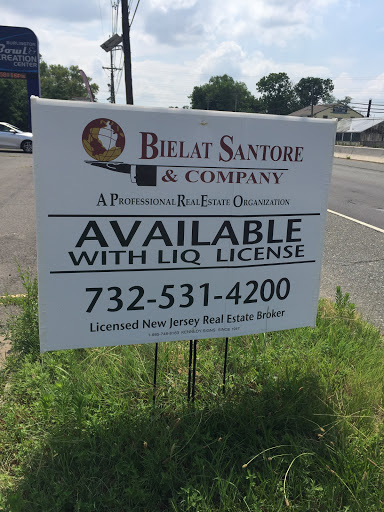 Bowl
RECREATION
CENTER
BIELAT SANTORE
& COMPANY
A PROFESSIONAL REAL ESTATE ORGANIZATION
AVAILABLE
WITH LIQ LICENSE
732-531-4200
Licensed New Jersey Real Estate Broker